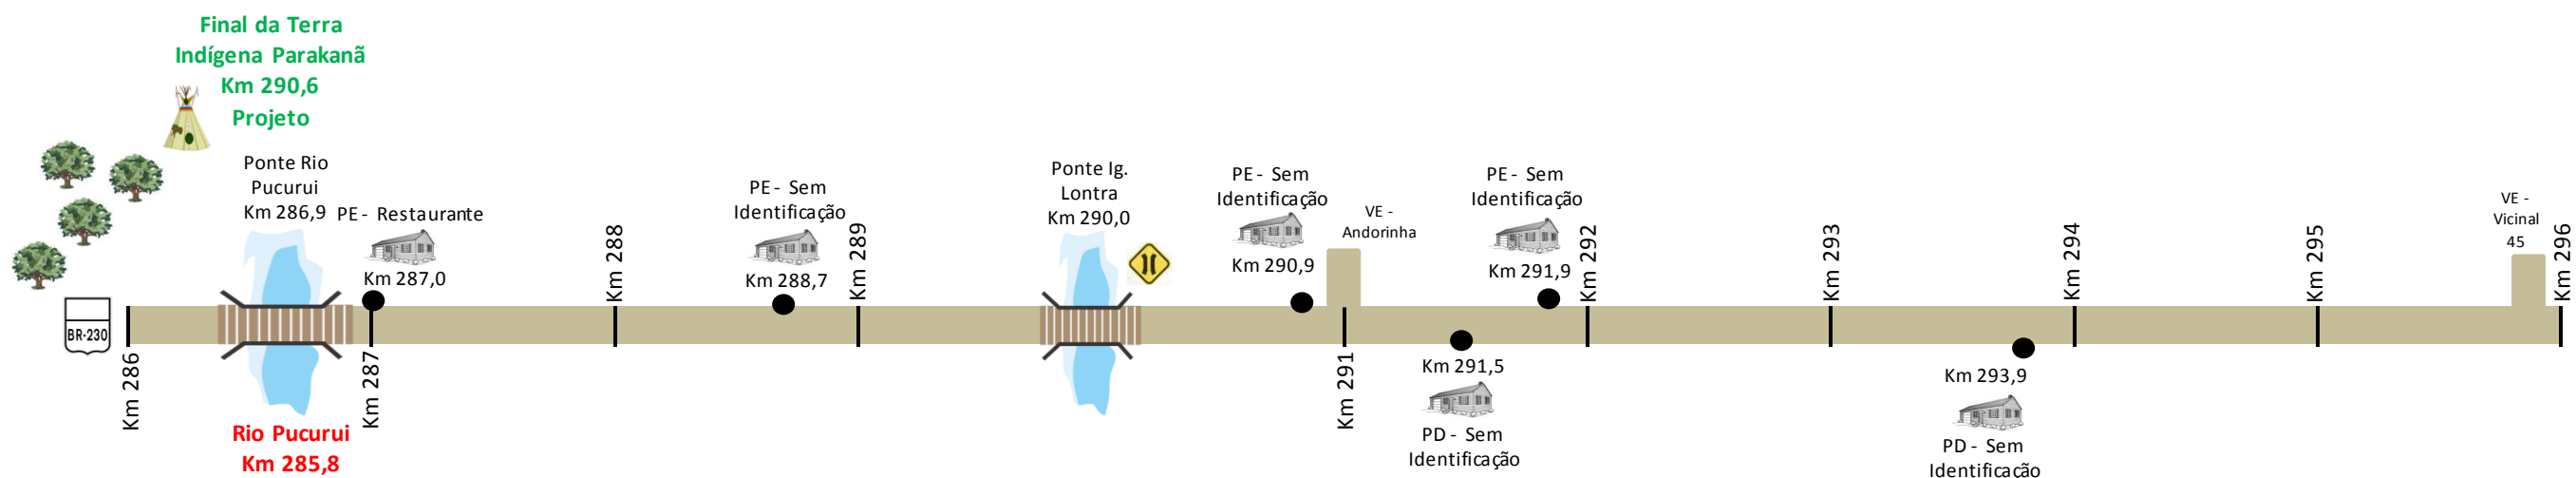 Final da Terra
Indígena Parakanã
Km 290,6
Projeto
Ponte Rio
Pucurui
Km 286,9
PE - Restaurante
Km 287,0
PE - Sem
Identificação
Km 288,7
Ponte Ig.
Lontra
Km 290,0
PE - Sem
Identificação
Km 290,9
VE -
Andorinha
PE - Sem
Identificação
Km 291,9
VE -
Vicinal
45
BR-230
Km 286
Km 287
Km 288
Km 289
Km 291
Km 292
Km 293
Km 294
Km 295
Km 296
Rio Pucurui
Km 285,8
Km 291,5
PD - Sem
Identificação
Km 293,9
PD - Sem
Identificação